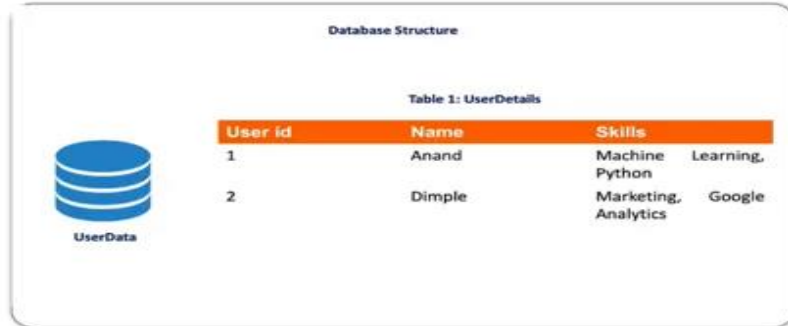 Database Structure
Table 1: UserDetails
User id Name Skills
1 Anand Machine Learning,
Python
2 Dimple Marketing, Google
Analytics
UserData